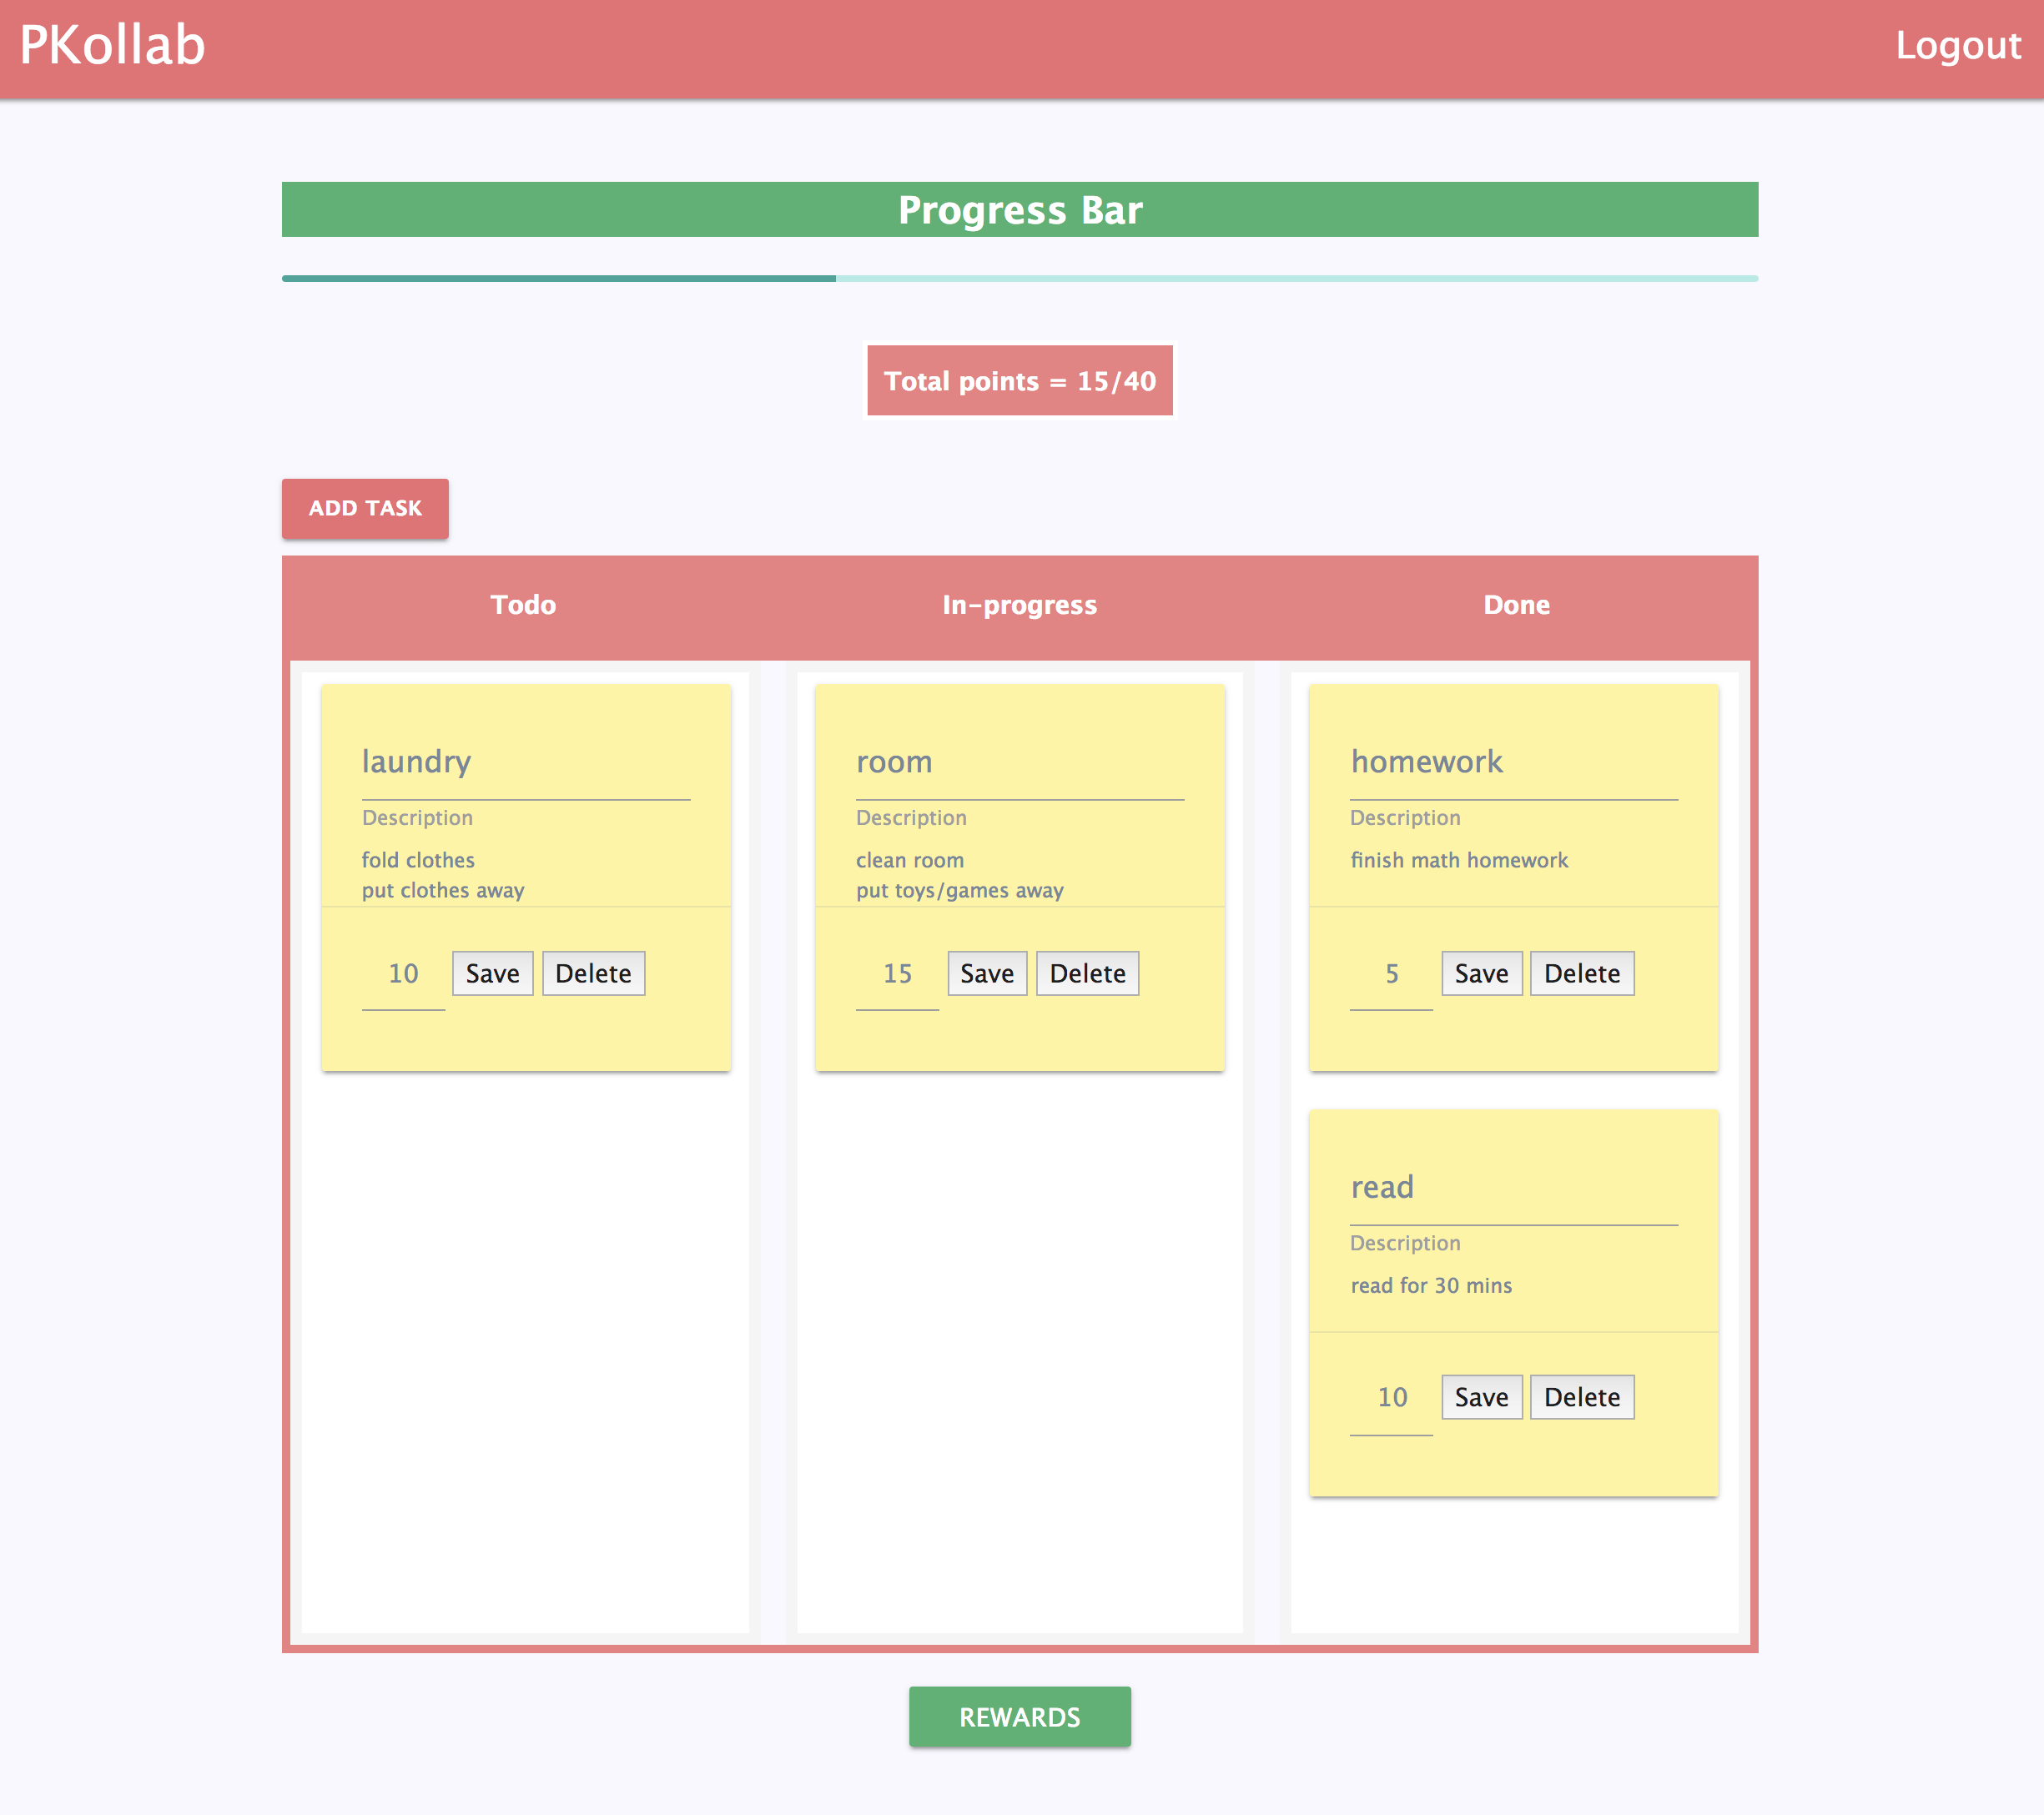 PKollab
Logout
Progress Bar
Total points = 15/40
ADD TASK
Todo
In-progress
Done
laundry
Description
fold clothes
put clothes away
10
Save
Delete
room
Description
clean room
put toys/games away
15
Save
Delete
homework
Description
finish math homework
5
Save
Delete
read
Description
read for 30 mins
10
Save
Delete
REWARDS